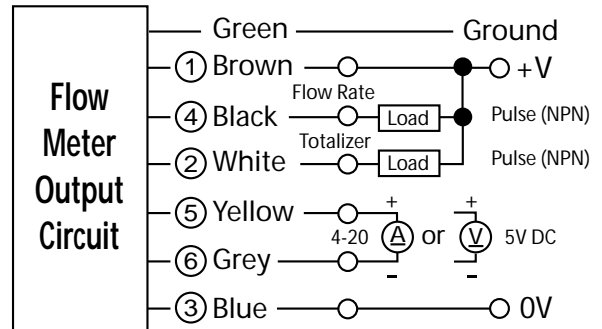 Flow
Meter
Output
Circuit
Green Ground
1 Brown +V
Flow Rate
4 Black Load Pulse (NPN)
Totalizer
2 White Load Pulse (NPN)
5 Yellow + +
4-20 A or V 5V DC
6 Grey - -
3 Blue 0V